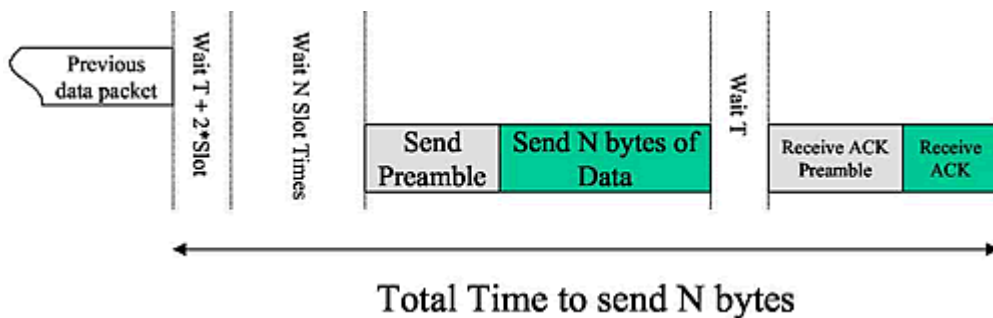 Previous
data packet
Wait T + 2*Slot
Wait N Slot Times
Send
Preamble
Send N bytes of
Data
Wait T
Receive ACK
Preamble
Receive
ACK
Total Time to send N bytes